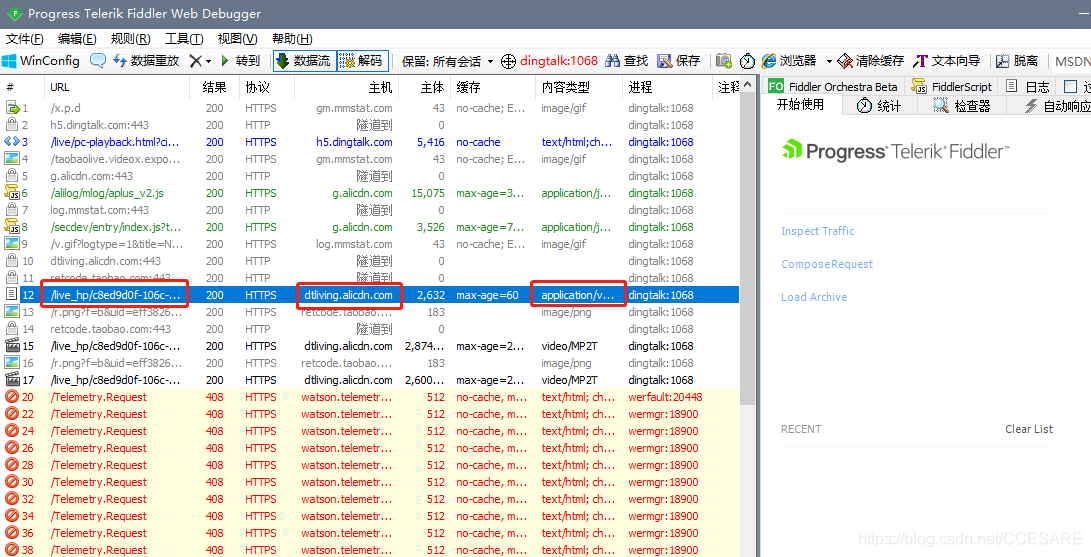 Progress Telerik Fiddler Web Debugger
文件(F) 编辑(E) 规则(R) 工具(T) 视图(V) 帮助(H)
WinConfig 数据重放 转到 数据流 解码 保留: 所有会话 dingtalk:1068 查找 保存 浏览器 清除缓存 文本向导 脱离 MSDN
# URL 结果 协议 主机 主体 缓存 内容类型 进程 注释
1 /x.p.d 200 HTTPS gm.mmstat.com 43 no-cache; E... image/gif dingtalk:1068
2 h5.dingtalk.com:443 200 HTTP 隧道到 0 dingtalk:1068
3 /live/pc-playback.html?ci... 200 HTTPS h5.dingtalk.com 5,416 no-cache text/html;ch... dingtalk:1068
4 /taobaolive.videox.expo... 200 HTTPS gm.mmstat.com 43 no-cache; E... image/gif dingtalk:1068
5 g.alicdn.com:443 200 HTTP 隧道到 0 dingtalk:1068
6 /alilog/mlog/aplus_v2.js 200 HTTPS g.alicdn.com 15,075 max-age=3... application/j... dingtalk:1068
7 log.mmstat.com:443 200 HTTP 隧道到 0 dingtalk:1068
8 /secdev/entry/index.js?t... 200 HTTPS g.alicdn.com 3,526 max-age=7... application/j... dingtalk:1068
9 /v.gif?logtype=1&title=N... 200 HTTPS log.mmstat.com 43 no-cache; E... image/gif dingtalk:1068
10 dtliving.alicdn.com:443 200 HTTP 隧道到 0 dingtalk:1068
11 retcode.taobao.com:443 200 HTTP 隧道到 0 dingtalk:1068
12 /live_hp/c8ed9d0f-106c-... 200 HTTPS dtliving.alicdn.com 2,632 max-age=60 application/v... dingtalk:1068
13 /r.png?f=b&uid=eff3826... 200 HTTPS retcode.taobao.... 183 image/png dingtalk:1068
14 retcode.taobao.com:443 200 HTTP 隧道到 0 dingtalk:1068
15 /live_hp/c8ed9d0f-106c-... 200 HTTPS dtliving.alicdn.com 2,874... max-age=2... video/MP2T dingtalk:1068
16 /r.png?f=b&uid=eff3826... 200 HTTPS retcode.taobao.... 183 image/png dingtalk:1068
17 /live_hp/c8ed9d0f-106c-... 200 HTTPS dtliving.alicdn.com 2,600... max-age=2... video/MP2T dingtalk:1068
20 /Telemetry.Request 408 HTTPS watson.telemetr... 512 no-cache, m... text/html; ch... werfault:20448
22 /Telemetry.Request 408 HTTPS watson.telemetr... 512 no-cache, m... text/html; ch... wermgr:18900
24 /Telemetry.Request 408 HTTPS watson.telemetr... 512 no-cache, m... text/html; ch... wermgr:18900
26 /Telemetry.Request 408 HTTPS watson.telemetr... 512 no-cache, m... text/html; ch... wermgr:18900
28 /Telemetry.Request 408 HTTPS watson.telemetr... 512 no-cache, m... text/html; ch... wermgr:18900
30 /Telemetry.Request 408 HTTPS watson.telemetr... 512 no-cache, m... text/html; ch... wermgr:18900
32 /Telemetry.Request 408 HTTPS watson.telemetr... 512 no-cache, m... text/html; ch... wermgr:18900
34 /Telemetry.Request 408 HTTPS watson.telemetr... 512 no-cache, m... text/html; ch... wermgr:18900
36 /Telemetry.Request 408 HTTPS watson.telemetr... 512 no-cache, m... text/html; ch... wermgr:18900
38 /Telemetry.Request 408 HTTPS watson.telemetr... 512 no-cache, m... text/html; ch... wermgr:18900
FO Fiddler Orchestra Beta FiddlerScript 日志
开始使用 统计 检查器 自动响应
Progress Telerik Fiddler
Inspect Traffic
ComposeRequest
Load Archive
RECENT Clear List
https://blog.csdn.net/CCESARE